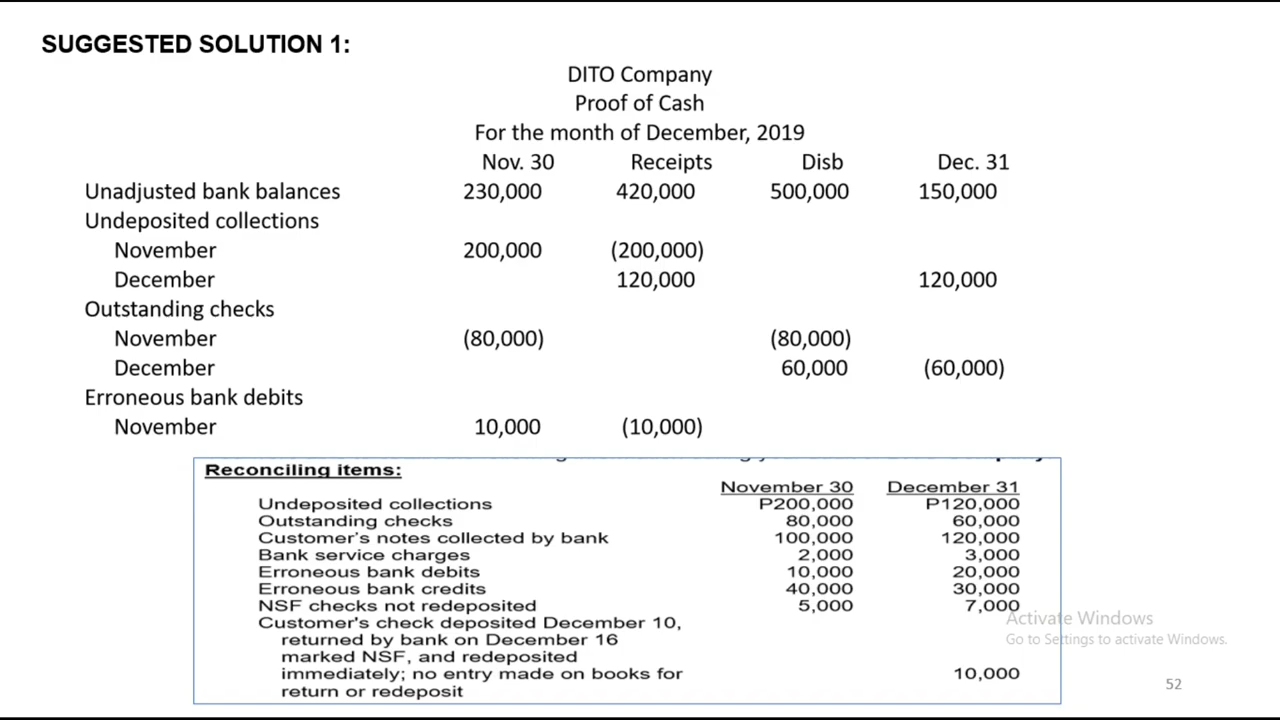 SUGGESTED SOLUTION 1:
DITO Company
Proof of Cash
For the month of December, 2019
Nov. 30 Receipts Disb Dec. 31
Unadjusted bank balances 230,000 420,000 500,000 150,000
Undeposited collections
November 200,000 (200,000)
December 120,000 120,000
Outstanding checks
November (80,000) (80,000)
December 60,000 (60,000)
Erroneous bank debits
November 10,000 (10,000)
Reconciling items:
November 30 December 31
Undeposited collections P200,000 P120,000
Outstanding checks 80,000 60,000
Customer's notes collected by bank 100,000 120,000
Bank service charges 2,000 3,000
Erroneous bank debits 10,000 20,000
Erroneous bank credits 40,000 30,000
NSF checks not redeposited 5,000 7,000
Customer's check deposited December 10,
returned by bank on December 16
marked NSF, and redeposited
immediately; no entry made on books for 10,000
return or redeposit
Activate Windows
Go to Settings to activate Windows.
52